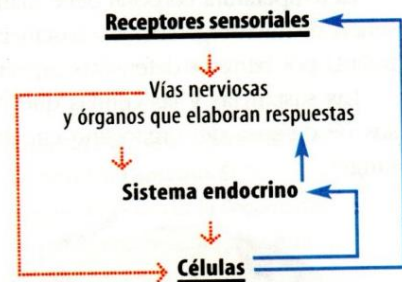 Receptores sensoriales
Vías nerviosas
y órganos que elaboran respuestas
Sistema endocrino
Células